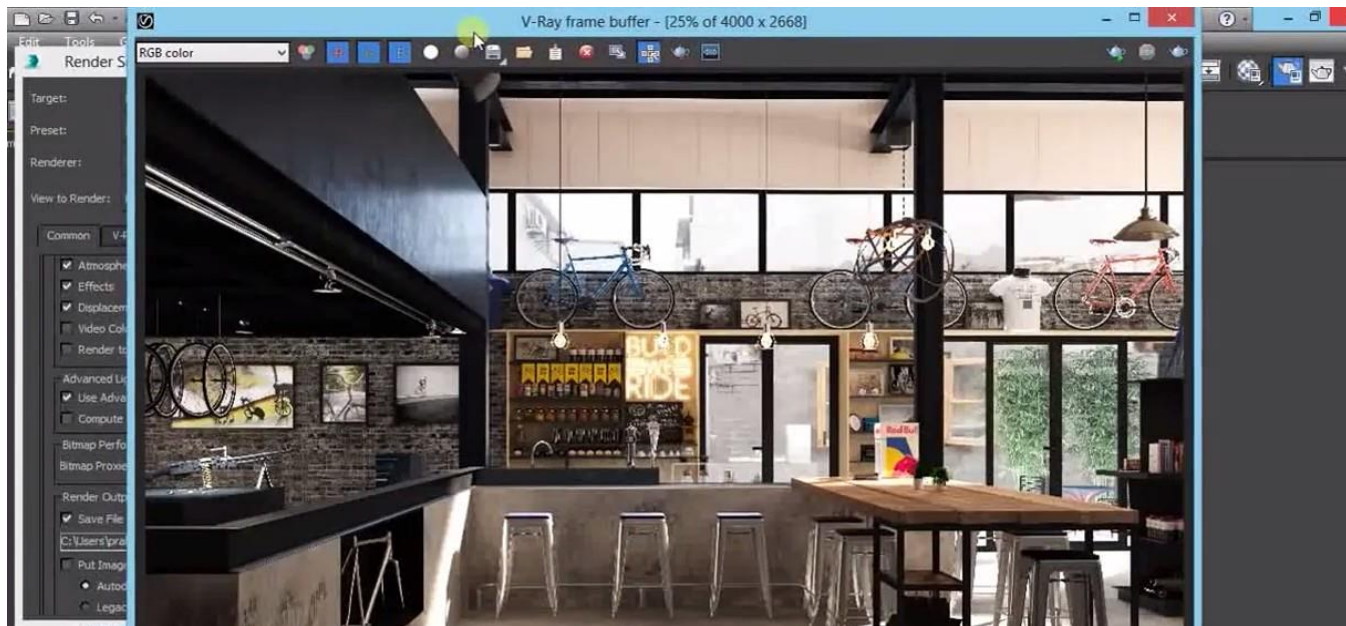 V-Ray frame buffer - [25% of 4000 x 2668]
Edit Tools
Render S
RGB color
Target:
Preset:
Renderer:
View to Render:
Common V-R
Atmosphe
Effects
Displacem
Video Col
Render to
Advanced Lig
Use Adva
Compute
Bitmap Perfo
Bitmap Proxie
Render Outp
Save File
C:\Users\pra
Put Imag
Autod
Legac
BUILD
RIDE
Red Bull